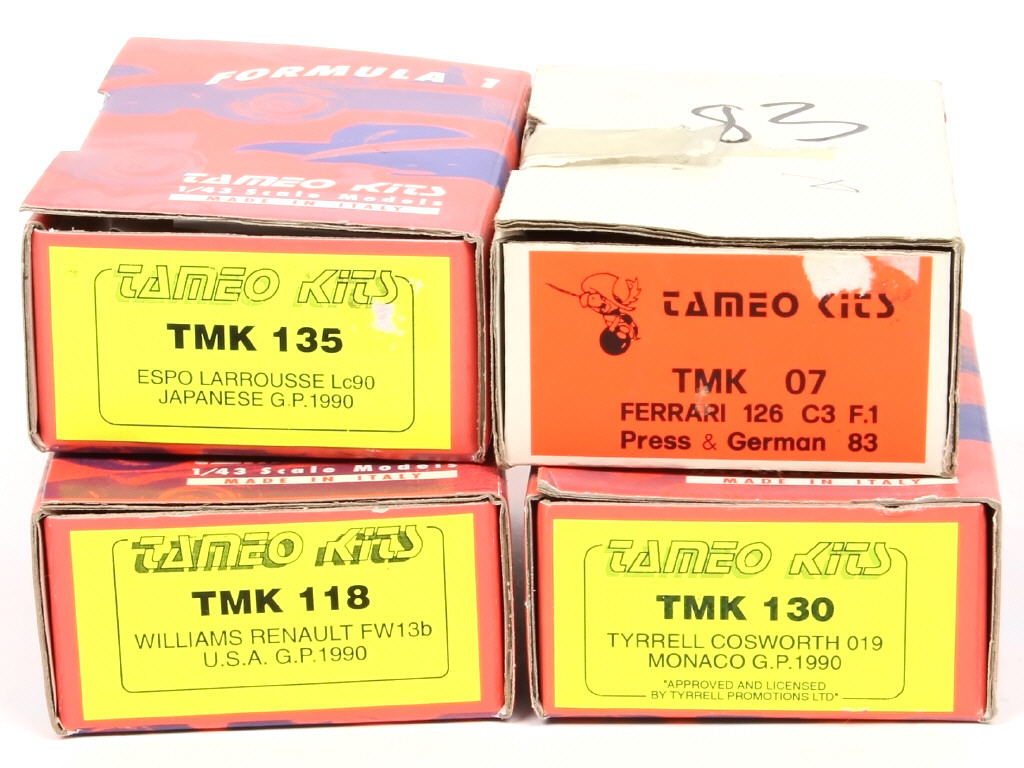 FORMULA 1
TAMEO KITS
1/43 Scale Models
MADE IN ITALY
TAMEO KITS
TMK 135
ESPO LARROUSSE Lc90
JAPANESE G.P.1990
83
TAMEO KITS
TMK 07
FERRARI 126 C3 F.1
Press & German 83
1/43 Scale Models
MADE IN ITALY
TAMEO KITS
TMK 118
WILLIAMS RENAULT FW13b
U.S.A. G.P.1990
MADE IN ITALY
TAMEO KITS
TMK 130
TYRRELL COSWORTH 019
MONACO G.P.1990
"APPROVED AND LICENSED
BY TYRRELL PROMOTIONS LTD"